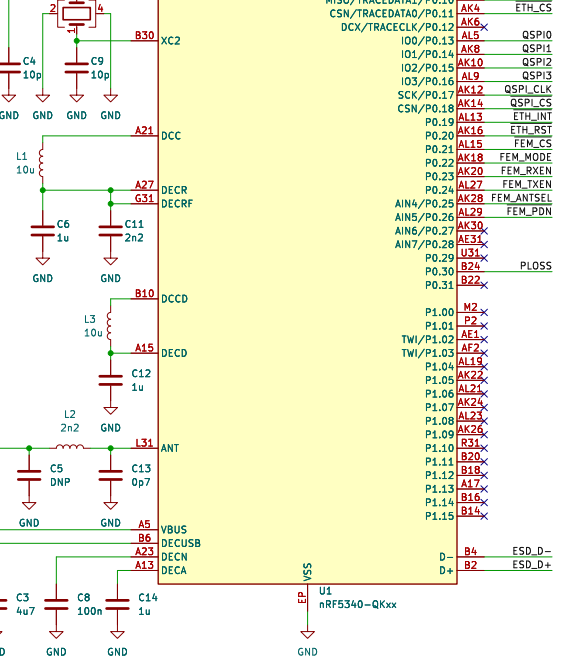 2
4
1
C4
10p
C9
10p
GND
GND
GND
GND
B30
XC2
A21
DCC
L1
10u
A27
DECR
G31
DECRF
C6
1u
C11
2n2
GND
GND
B10
DCCD
L3
10u
A15
DECD
C12
1u
GND
L2
2n2
L31
ANT
C5
DNP
C13
0p7
GND
GND
A5
VBUS
B6
DECUSB
A23
DECN
A13
DECA
C3
4u7
C8
100n
C14
1u
GND
GND
CSN/TRACEDATA0/P0.11 AK4 ETH_CS
DCX/TRACECLK/P0.12 AK6
IO0/P0.13 AL5 QSPI0
IO1/P0.14 AK8 QSPI1
IO2/P0.15 AK10 QSPI2
IO3/P0.16 AL9 QSPI3
SCK/P0.17 AK12 QSPI_CLK
CSN/P0.18 AK14 QSPI_CS
P0.19 AL13 ETH_INT
P0.20 AK16 ETH_RST
P0.21 AL15 FEM_CS
P0.22 AK18 FEM_MODE
P0.23 AK20 FEM_RXEN
P0.24 AL27 FEM_TXEN
AIN4/P0.25 AK28 FEM_ANTSEL
AIN5/P0.26 AL29 FEM_PDN
AIN6/P0.27 AK30
AIN7/P0.28 AE31
P0.29 U31
P0.30 B24 PLOSS
P0.31 B22
P1.00 M2
P1.01 P2
TWI/P1.02 AE1
TWI/P1.03 AF2
P1.04 AL19
P1.05 AK22
P1.06 AL21
P1.07 AK24
P1.08 AL23
P1.09 AK26
P1.10 R31
P1.11 B20
P1.12 B18
P1.13 A17
P1.14 B16
P1.15 B14
D- B4 ESD_D-
D+ B2 ESD_D+
VSS
EP
U1
nRF5340-QKxx
GND